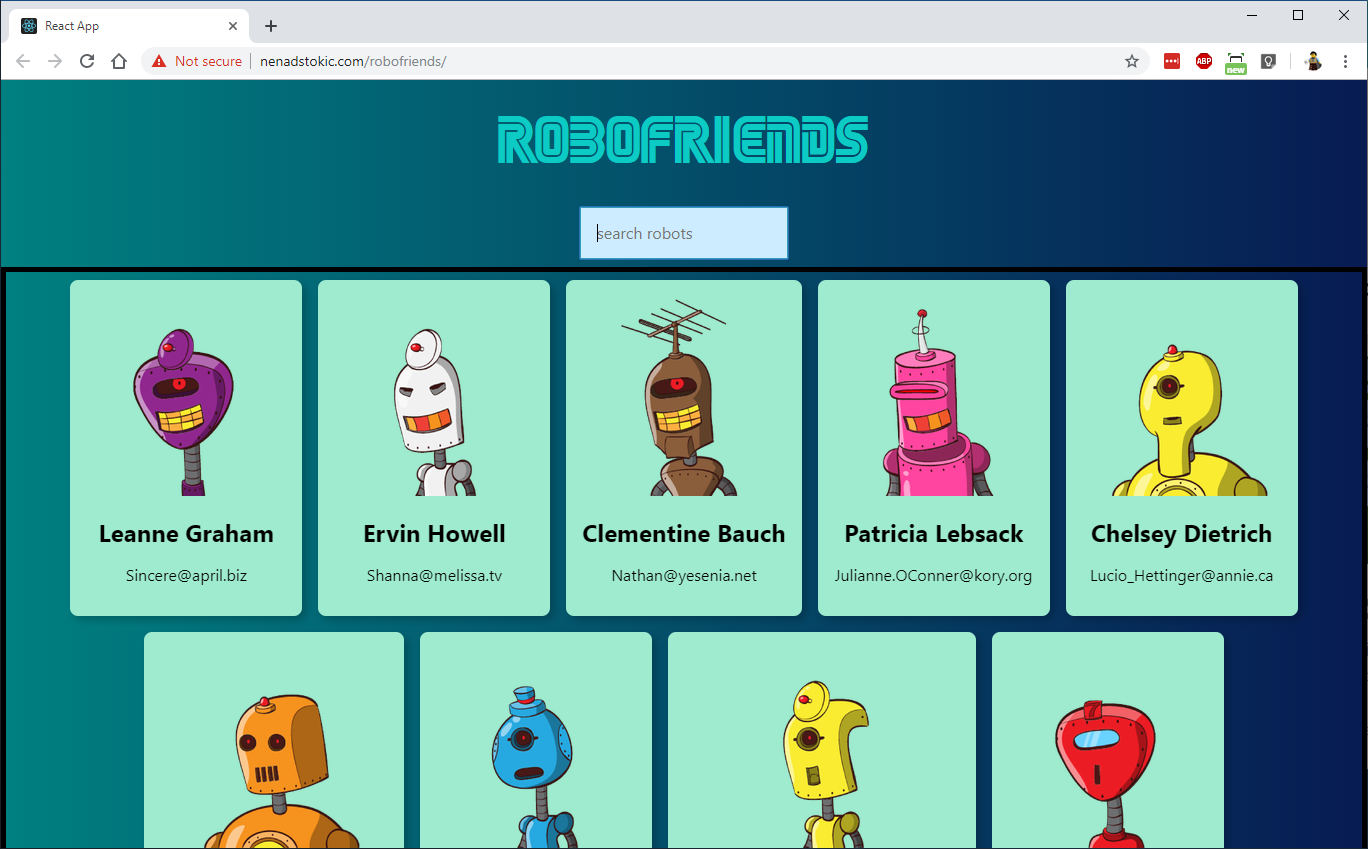 React App
Not secure
nenadstokic.com/robofriends/
ABP
new
ROBOFRIENDS
search robots
Leanne Graham
Ervin Howell
Clementine Bauch
Patricia Lebsack
Chelsey Dietrich
Sincere@april.biz
Shanna@melissa.tv
Nathan@yesenia.net
Julianne.OConner@kory.org
Lucio_Hettinger@annie.ca